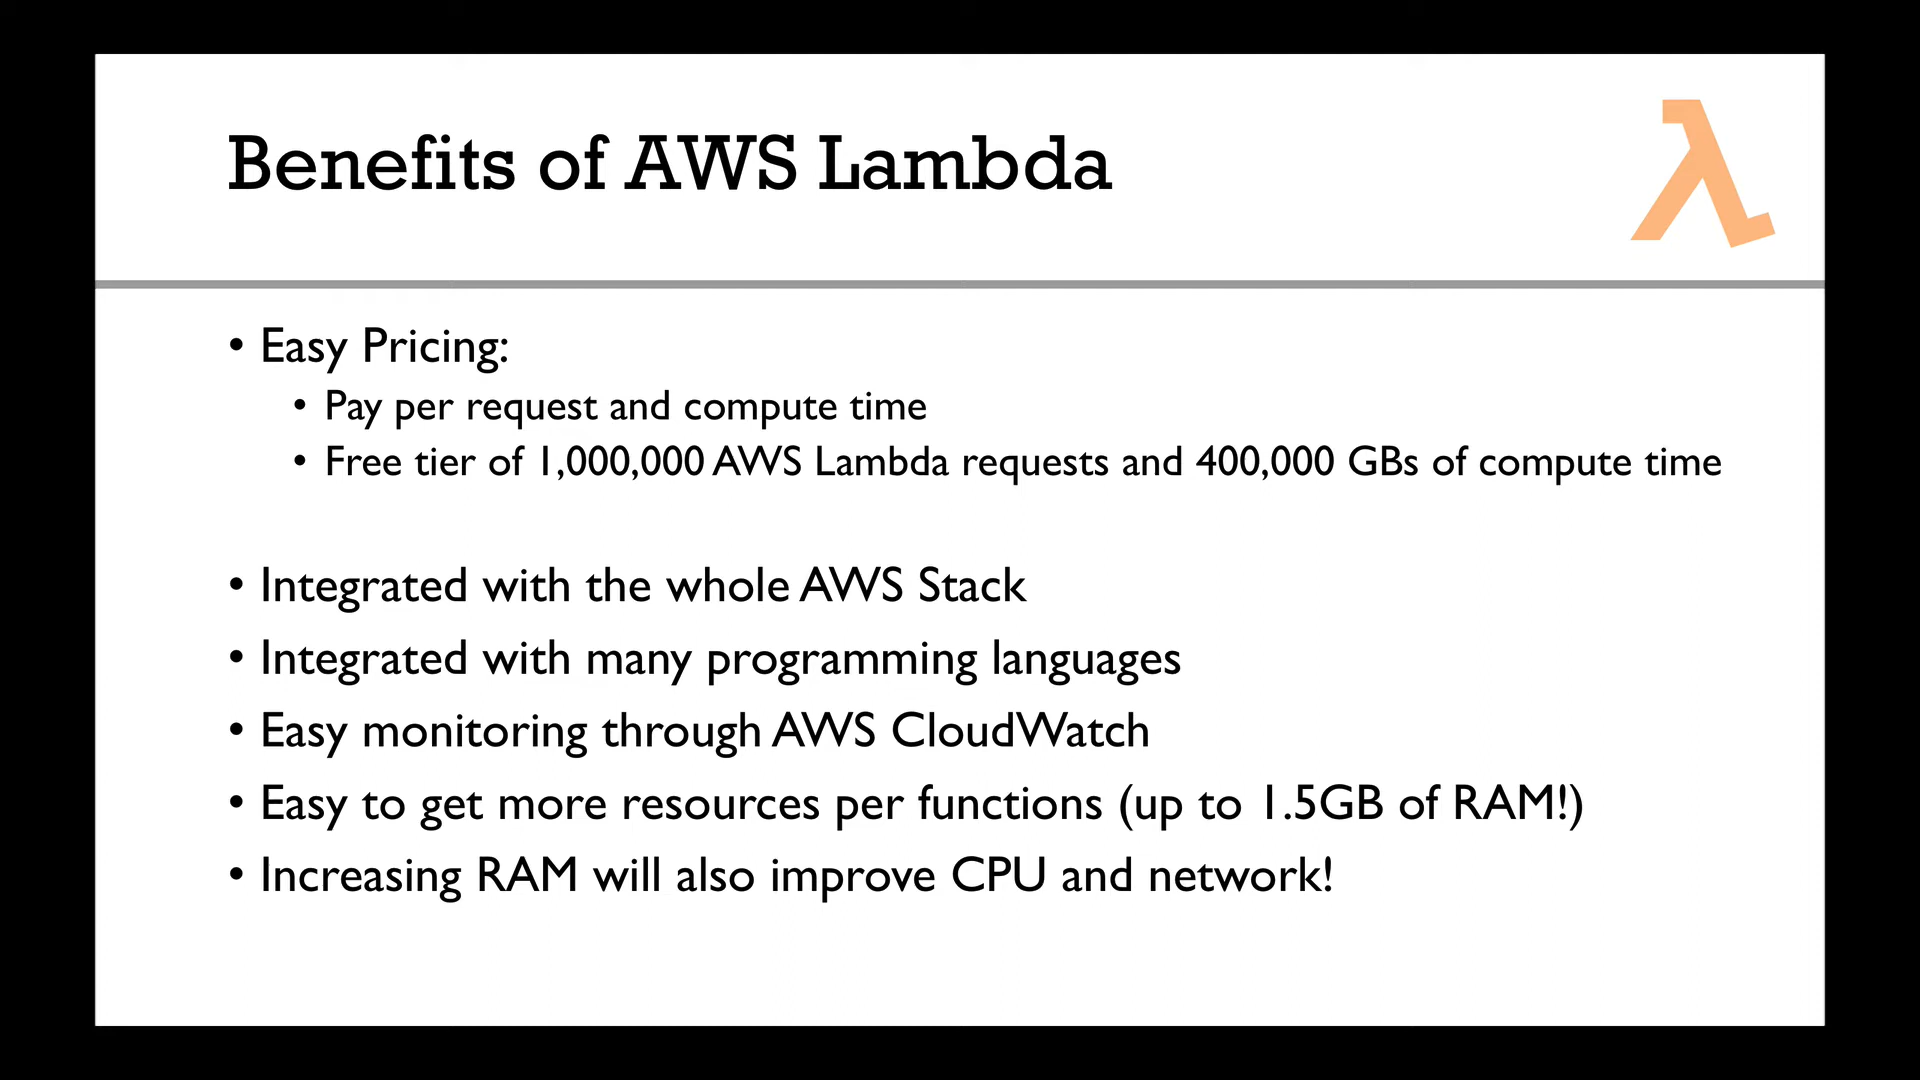 Benefits of AWS Lambda
• Easy Pricing:
• Pay per request and compute time
• Free tier of 1,000,000 AWS Lambda requests and 400,000 GBs of compute time
• Integrated with the whole AWS Stack
• Integrated with many programming languages
• Easy monitoring through AWS CloudWatch
• Easy to get more resources per functions (up to 1.5GB of RAM!)
• Increasing RAM will also improve CPU and network!